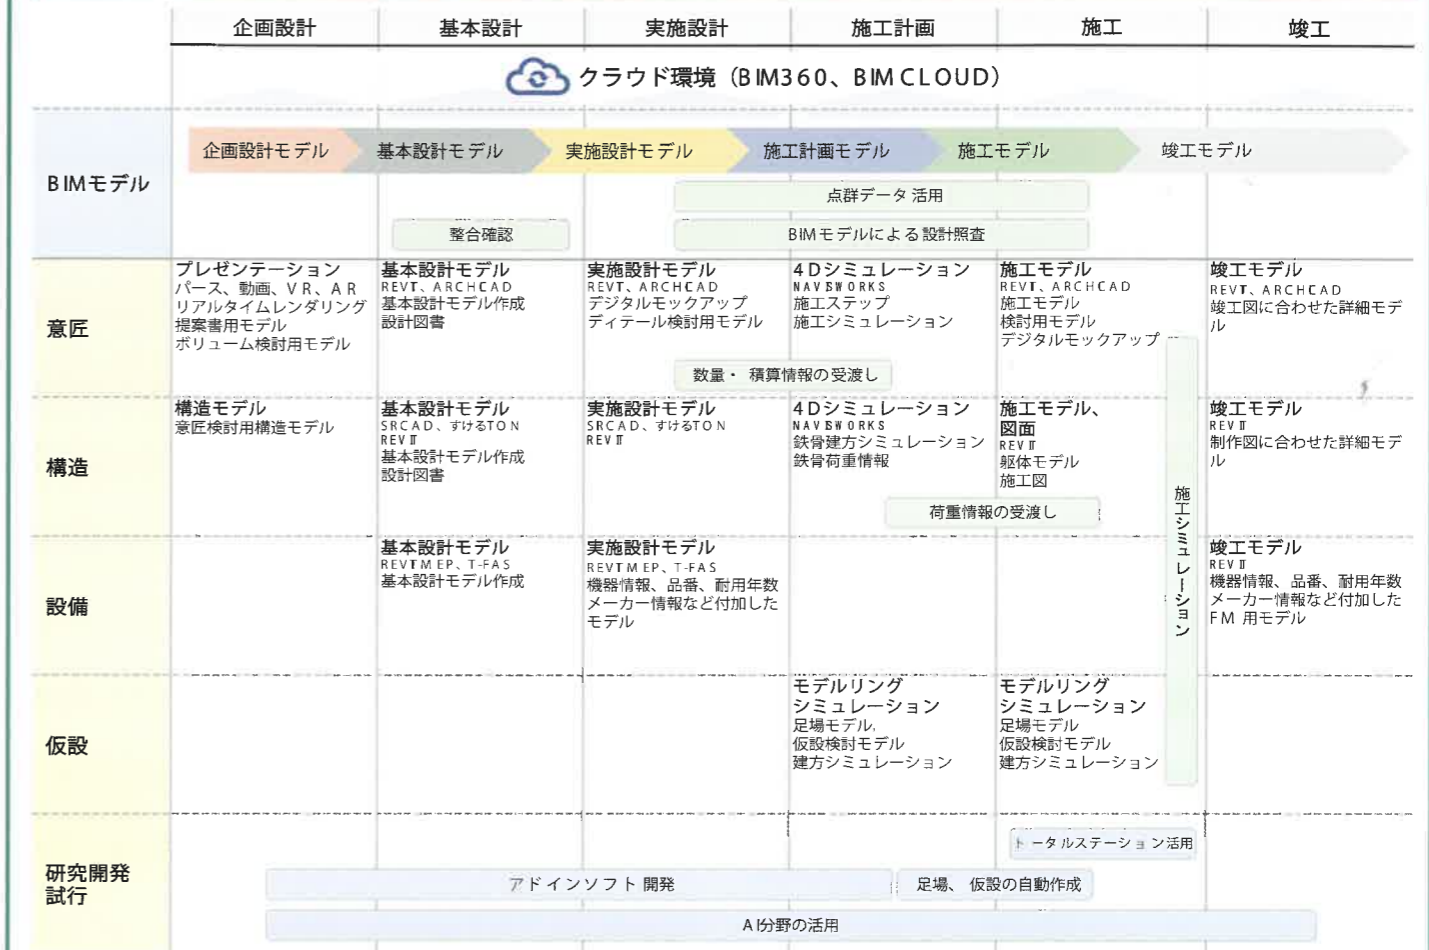 企画設計
基本設計
実施設計
施工計画
施工
竣工
クラウド環境（BIM360、BIMCLOUD）
BIMモデル
企画設計モデル
基本設計モデル
実施設計モデル
施工計画モデル
施工モデル
竣工モデル
点群データ活用
整合確認
BIMモデルによる設計照査
意匠
プレゼンテーション
パース、動画、VR、AR
リアルタイムレンダリング
提案書用モデル
ボリューム検討用モデル
基本設計モデル
REVIT、ARCHICAD
基本設計モデル作成
設計図書
実施設計モデル
REVIT、ARCHICAD
デジタルモックアップ
ディテール検討用モデル
4Dシミュレーション
NAVISWORKS
施工ステップ
施工シミュレーション
施工モデル
REVIT、ARCHICAD
施工モデル
検討用モデル
デジタルモックアップ
竣工モデル
REVIT、ARCHICAD
竣工図に合わせた詳細モデ
ル
数量・積算情報の受渡し
構造
構造モデル
意匠検討用構造モデル
基本設計モデル
SRCAD、すけるTON
REVIT
基本設計モデル作成
設計図書
実施設計モデル
SRCAD、すけるTON
REVIT
4Dシミュレーション
NAVISWORKS
鉄骨建方シミュレーション
鉄骨荷重情報
施工モデル、
図面
REVIT
躯体モデル
施工図
竣工モデル
REVIT
制作図に合わせた詳細モデ
ル
荷重情報の受渡し
施工シミュレーション
設備
基本設計モデル
REVIT MEP、T-FAS
基本設計モデル作成
実施設計モデル
REVIT MEP、T-FAS
機器情報、品番、耐用年数
メーカー情報など付加した
モデル
竣工モデル
REVIT
機器情報、品番、耐用年数
メーカー情報など付加した
FM 用モデル
仮設
モデルリング
シミュレーション
足場モデル,
仮設検討モデル
建方シミュレーション
モデルリング
シミュレーション
足場モデル
仮設検討モデル
建方シミュレーション
研究開発
試行
トータルステーション活用
アドインソフト開発
足場、仮設の自動作成
AI分野の活用